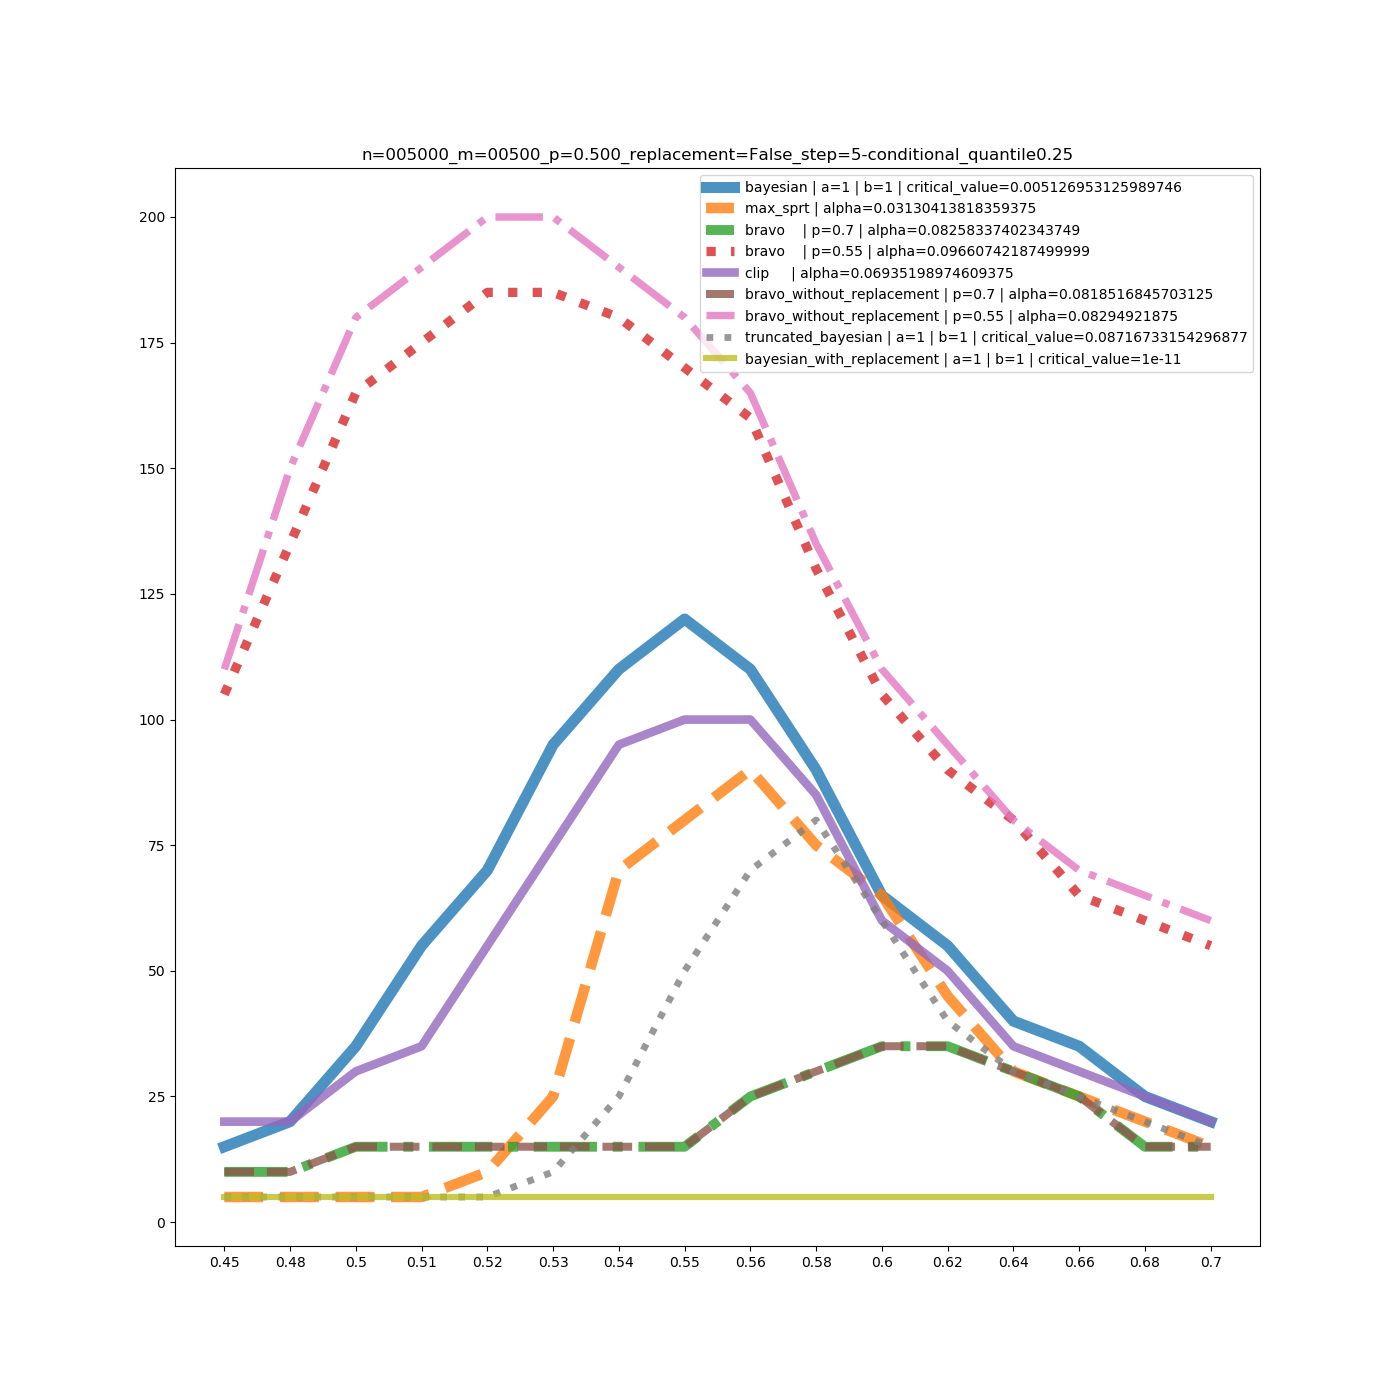 n=005000_m=00500_p=0.500_replacement=False_step=5-conditional_quantile0.25
bayesian | a=1 | b=1 | critical_value=0.005126953125989746
max_sprt | alpha=0.03130413818359375
bravo    | p=0.7 | alpha=0.08258337402343749
bravo    | p=0.55 | alpha=0.09660742187499999
clip     | alpha=0.06935198974609375
bravo_without_replacement | p=0.7 | alpha=0.0818516845703125
bravo_without_replacement | p=0.55 | alpha=0.08294921875
truncated_bayesian | a=1 | b=1 | critical_value=0.08716733154296877
bayesian_with_replacement | a=1 | b=1 | critical_value=1e-11
200
175
150
125
100
75
50
25
0
0.45 0.48 0.5 0.51 0.52 0.53 0.54 0.55 0.56 0.58 0.6 0.62 0.64 0.66 0.68 0.7